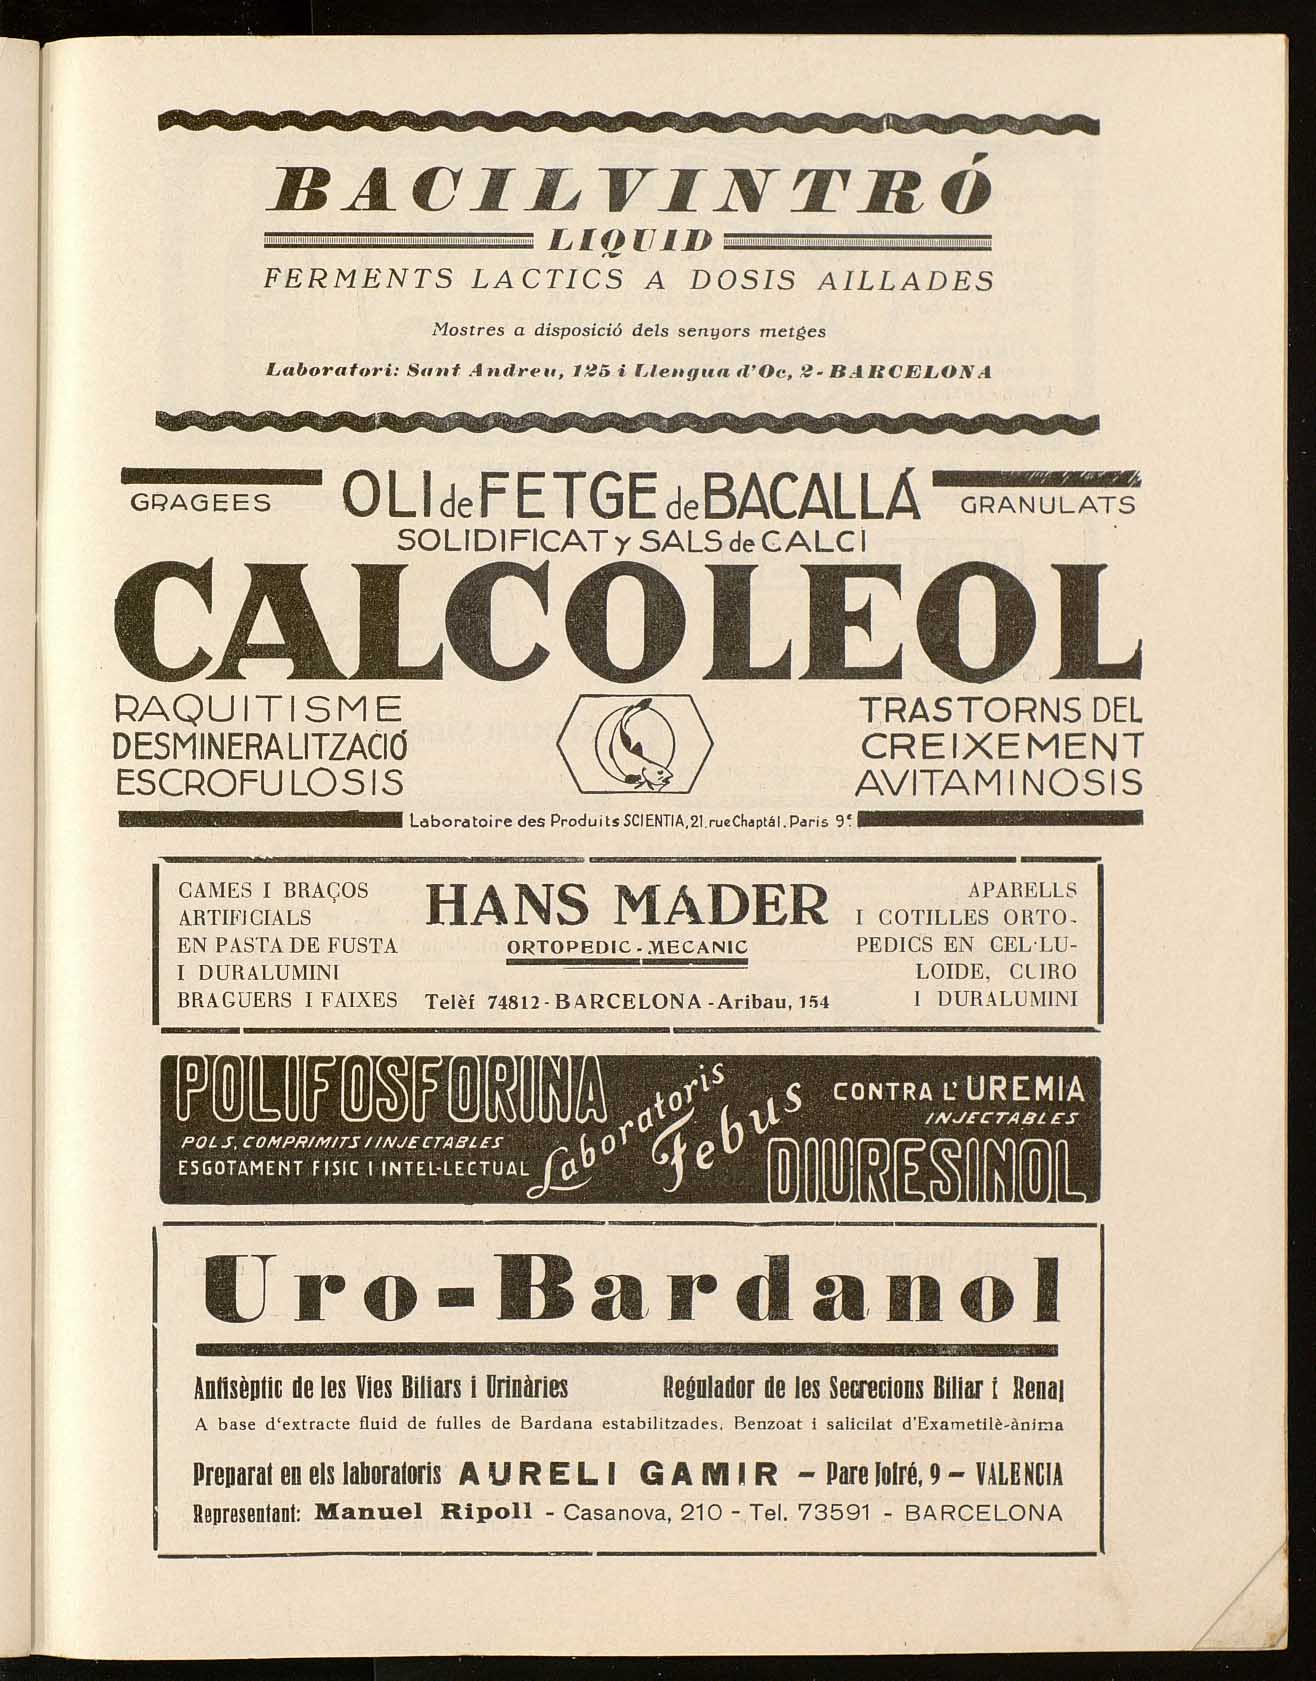 BACILVINTRÓ
LIQUID
FERMENTS LACTICS A DOSIS AILLADES
Mostres a disposició dels senyors metges
Laboratori: Sant Andreu, 125 i Llengua d'Oc, 2 - BARCELONA
GRAGEES
OLI de FETGE de BACALLÁ
GRANULATS
SOLIDIFICAT y SALS de CALCI
CALCOLEOL
RAQUITISME
DESMINERALITZACIÓ
ESCROFULOSIS
TRASTORNS DEL
CREIXEMENT
AVITAMINOSIS
Laboratoire des Produits SCIENTIA, 21. rue Chaptál. Paris 9e.
CAMES I BRAÇOS
ARTIFICIALS
EN PASTA DE FUSTA
I DURALUMINI
BRAGUERS I FAIXES
HANS MADER
ORTOPEDIC - MECANIC
Telèf 74812 - BARCELONA - Aribau, 154
APARELLS
I COTILLES ORTO-
PEDICS EN CEL·LU-
LOIDE, CUIRO
I DURALUMINI
POLIFOSFORINA
POLS, COMPRIMITS I INJECTABLES
ESGOTAMENT FISIC I INTEL-LECTUAL
Laboratoris
Febus
CONTRA L'UREMIA
INJECTABLES
DIURESINOL
Uro-Bardanol
Antisèptic de les Vies Biliars i Urinàries
Regulador de les Secrecions Biliar i Renal
A base d'extracte fluid de fulles de Bardana estabilitzades, Benzoat i salicilat d'Exametilè-ànima
Preparat en els laboratoris AURELI GAMIR - Pare Jofré, 9 - VALENCIA
Representant: Manuel Ripoll - Casanova, 210 - Tel. 73591 - BARCELONA